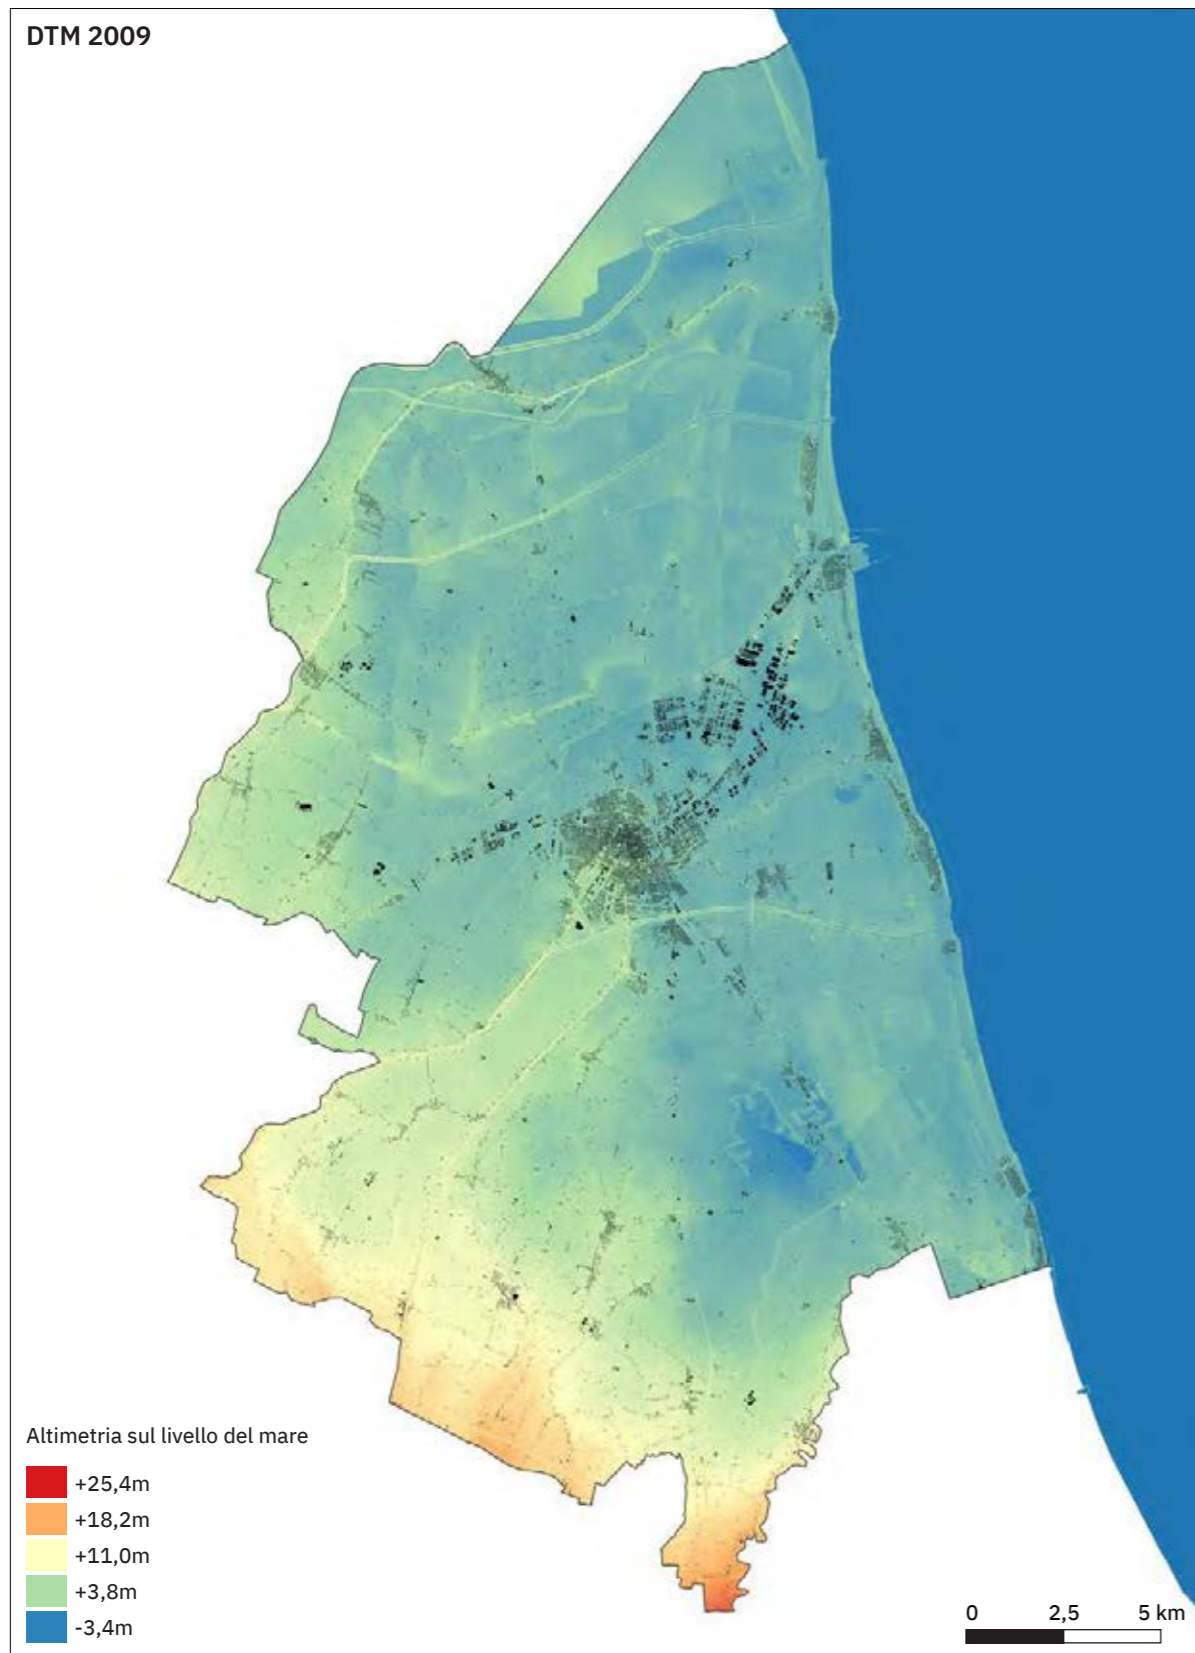 DTM 2009
Altimetria sul livello del mare
+25,4m
+18,2m
+11,0m
+3,8m
-3,4m
0 2,5 5 km